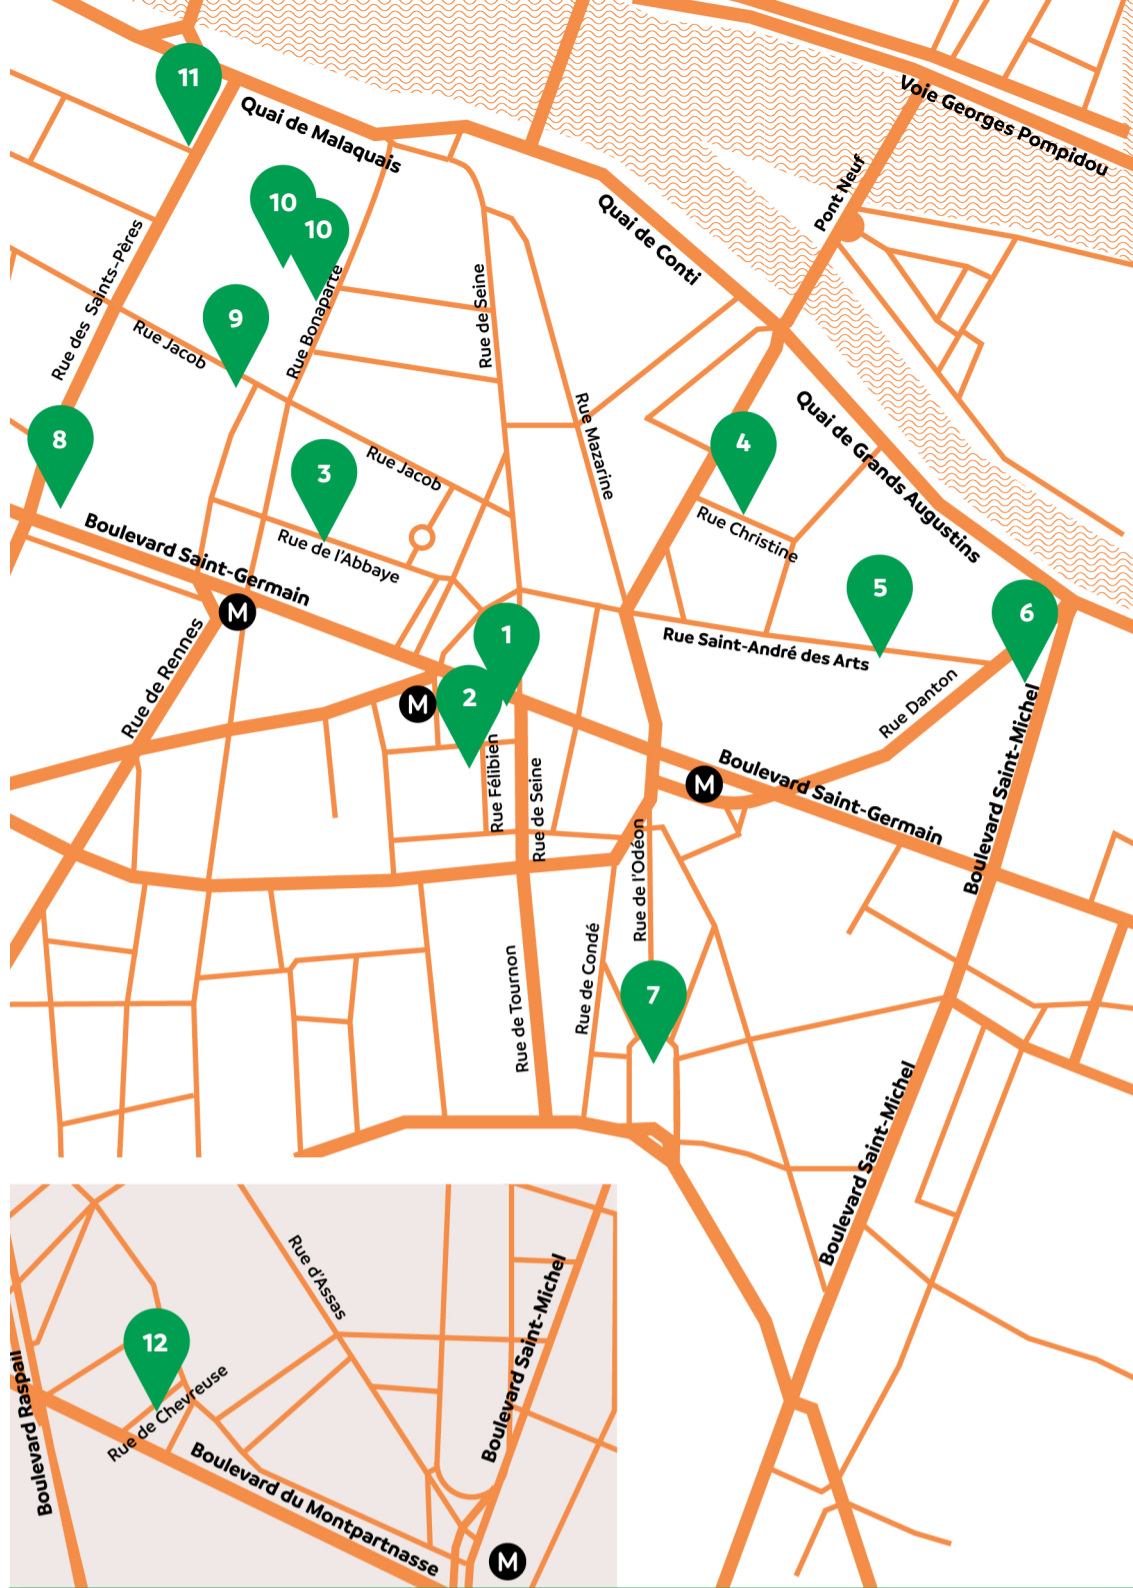 11
Quai de Malaquais
Voie Georges Pompidou
Pont Neuf
10
10
Quai de Conti
Rue des Saints-Pères
Rue Bonaparte
Rue de Seine
9
Rue Jacob
Rue Mazarine
Quai de Grands Augustins
8
3
Rue Jacob
4
Rue Christine
Boulevard Saint-Germain
Rue de l'Abbaye
M
5
6
1
Rue Saint-André des Arts
Rue de Rennes
M
2
Rue Danton
Boulevard Saint-Michel
Rue Félibien
Rue de Seine
M
Boulevard Saint-Germain
Rue de l'Odéon
Rue de Tournon
Rue de Condé
7
Boulevard Saint-Michel
Rue d'Assas
Boulevard Saint-Michel
12
Rue de Chevreuse
Boulevard Raspail
Boulevard du Montpartnasse
M